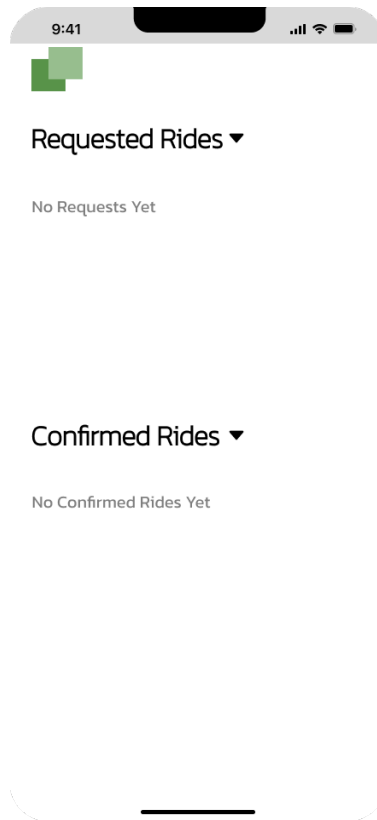 9:41
Requested Rides
No Requests Yet
Confirmed Rides
No Confirmed Rides Yet